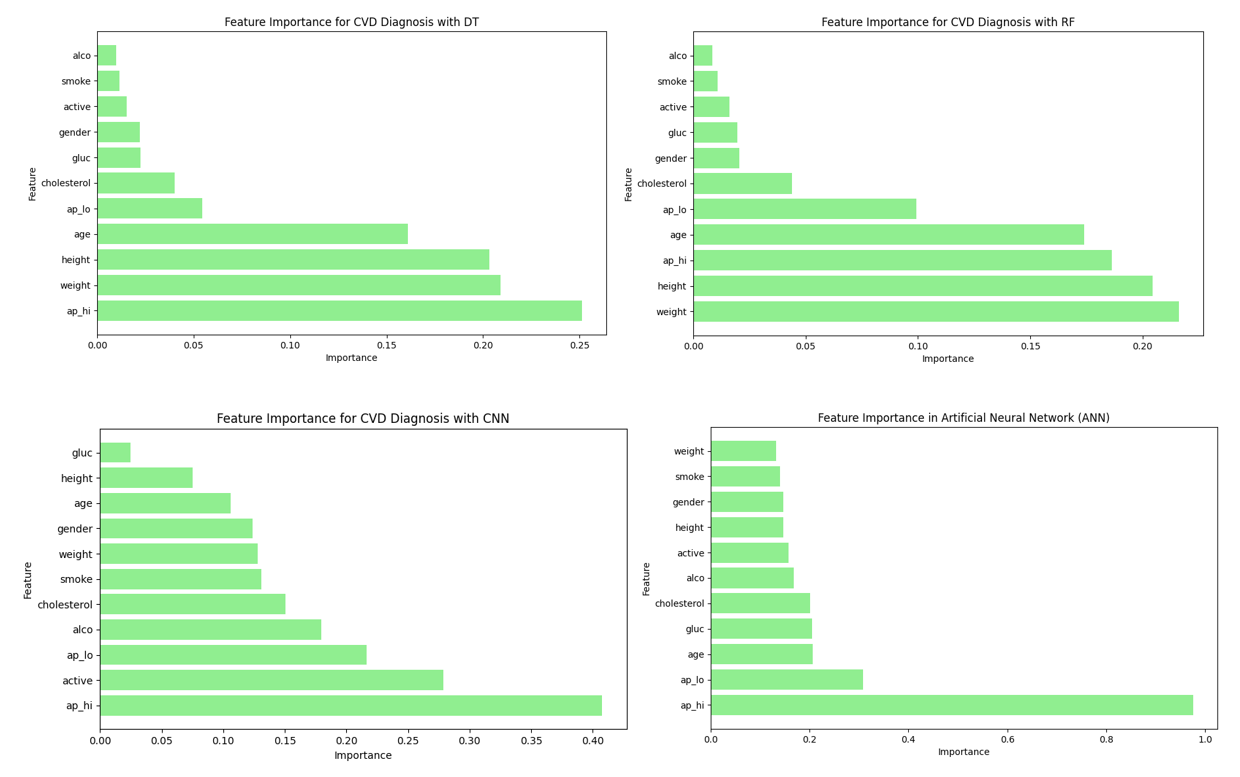 Feature Importance for CVD Diagnosis with DT
Feature
alco
smoke
active
gender
gluc
cholesterol
ap_lo
age
height
weight
ap_hi
0.00 0.05 0.10 0.15 0.20 0.25
Importance
Feature Importance for CVD Diagnosis with RF
Feature
alco
smoke
active
gluc
gender
cholesterol
ap_lo
age
ap_hi
height
weight
0.00 0.05 0.10 0.15 0.20
Importance
Feature Importance for CVD Diagnosis with CNN
Feature
gluc
height
age
gender
weight
smoke
cholesterol
alco
ap_lo
active
ap_hi
0.00 0.05 0.10 0.15 0.20 0.25 0.30 0.35 0.40
Importance
Feature Importance in Artificial Neural Network (ANN)
Feature
weight
smoke
gender
height
active
alco
cholesterol
gluc
age
ap_lo
ap_hi
0.0 0.2 0.4 0.6 0.8 1.0
Importance